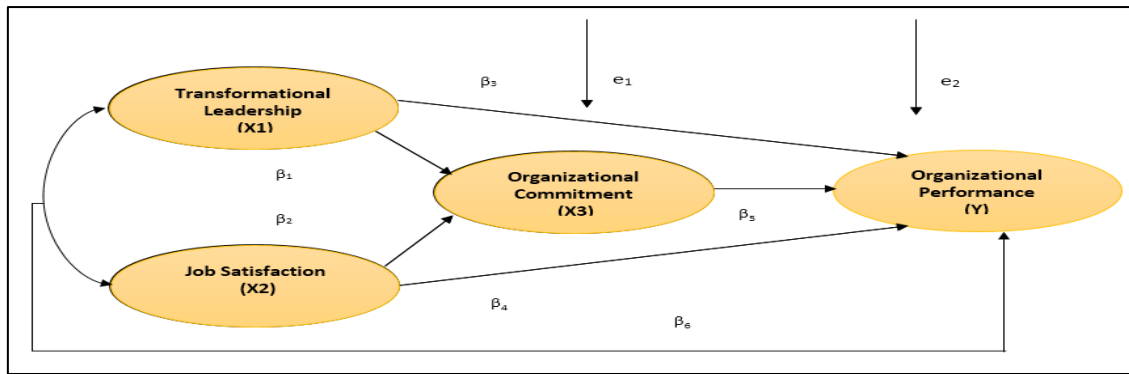 Transformational
Leadership
(X1)
β₃
e₁
e₂
β₁
Organizational
Commitment
(X3)
Organizational
Performance
(Y)
β₂
β₅
Job Satisfaction
(X2)
β₄
β₆